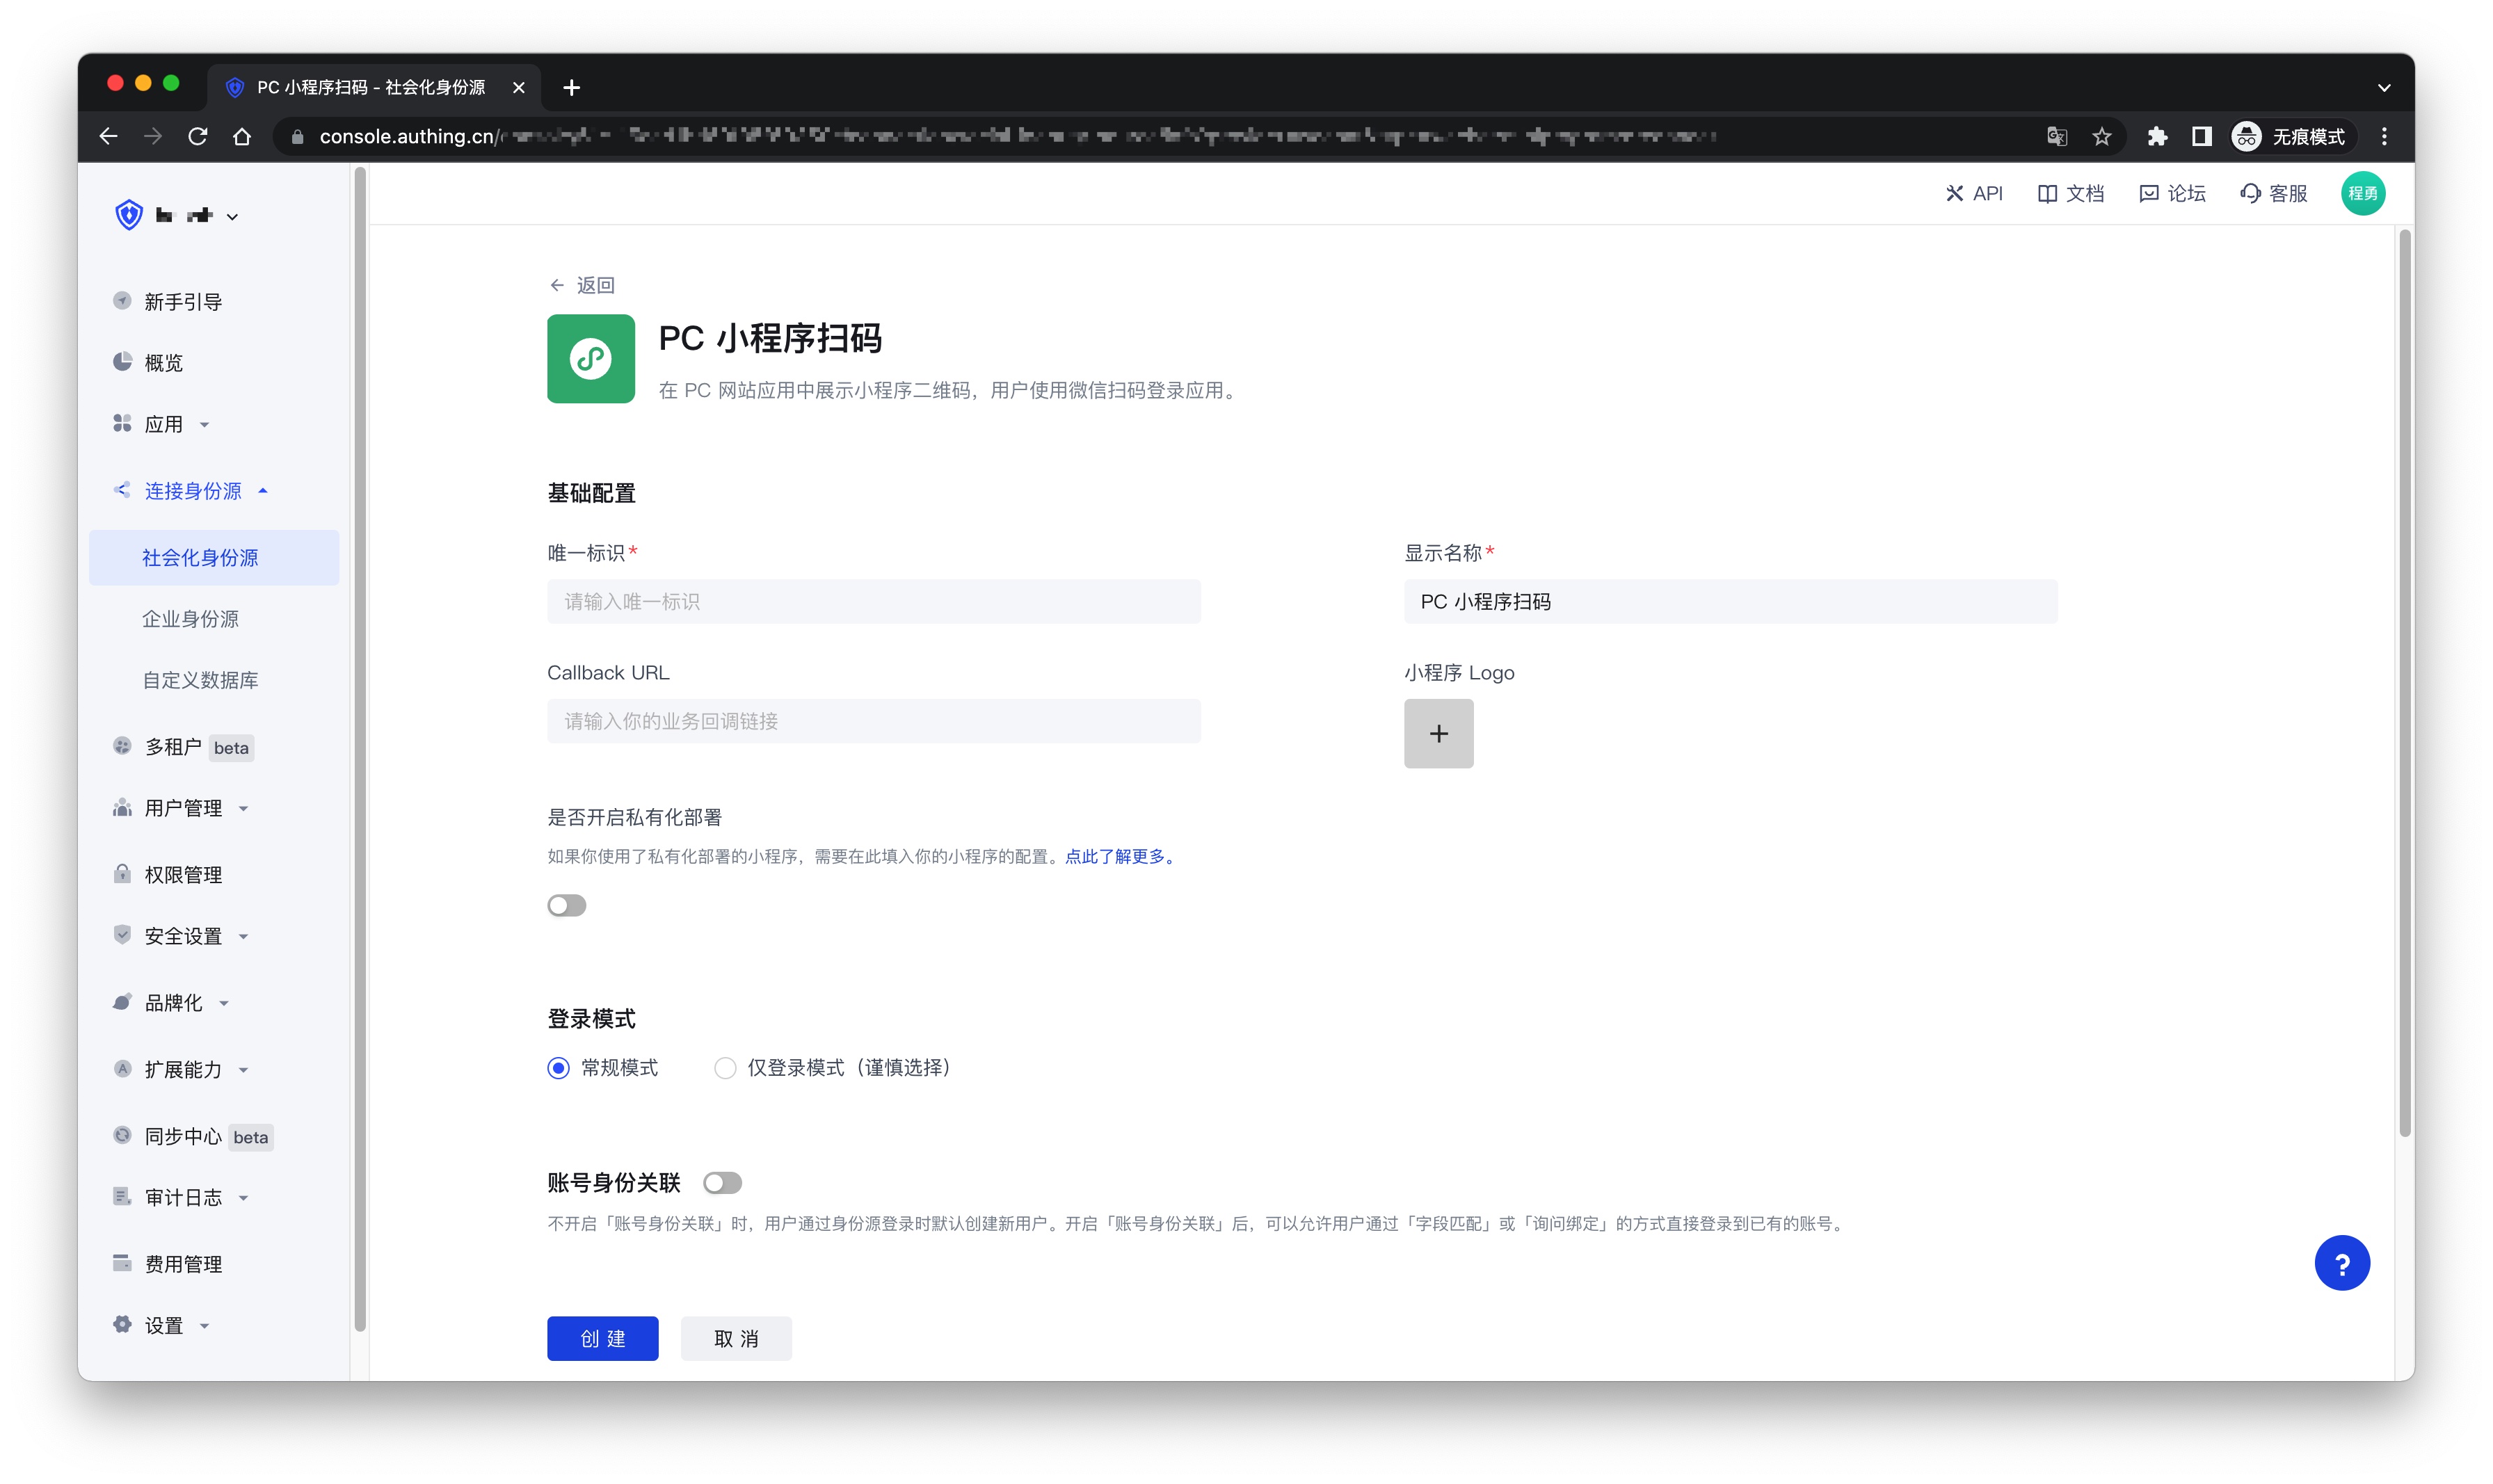 PC 小程序扫码 - 社会化身份源
console.authing.cn/
无痕模式
API
文档
论坛
客服
程勇
新手引导
概览
应用
连接身份源
社会化身份源
企业身份源
自定义数据库
多租户 beta
用户管理
权限管理
安全设置
品牌化
扩展能力
同步中心 beta
审计日志
费用管理
设置
返回
PC 小程序扫码
在 PC 网站应用中展示小程序二维码，用户使用微信扫码登录应用。
基础配置
唯一标识*
显示名称*
请输入唯一标识
PC 小程序扫码
Callback URL
小程序 Logo
请输入你的业务回调链接
是否开启私有化部署
如果你使用了私有化部署的小程序，需要在此填入你的小程序的配置。点此了解更多。
登录模式
常规模式
仅登录模式（谨慎选择）
账号身份关联
不开启「账号身份关联」时，用户通过身份源登录时默认创建新用户。开启「账号身份关联」后，可以允许用户通过「字段匹配」或「询问绑定」的方式直接登录到已有的账号。
创 建
取 消